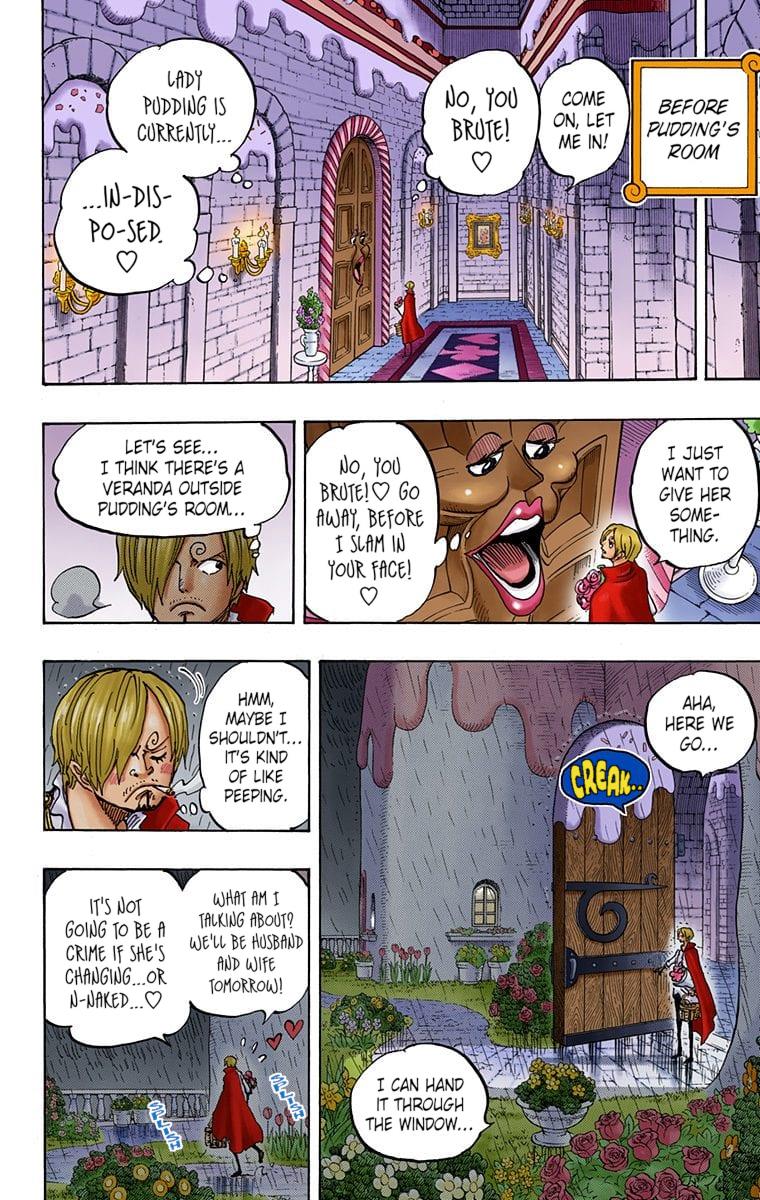 BEFORE
PUDDING'S
ROOM
COME
ON, LET
ME IN!
NO, YOU
BRUTE!
♡
LADY
PUDDING IS
CURRENTLY...
...IN-DIS-
PO-SED.
♡
I JUST
WANT TO
GIVE HER
SOME-
THING.
NO, YOU
BRUTE!♡ GO
AWAY, BEFORE
I SLAM IN
YOUR FACE!
♡
LET'S SEE...
I THINK THERE'S A
VERANDA OUTSIDE
PUDDING'S ROOM...
AHA,
HERE WE
GO...
CREAK..
I CAN HAND
IT THROUGH
THE WINDOW...
HMM,
MAYBE I
SHOULDN'T...
IT'S KIND
OF LIKE
PEEPING.
WHAT AM I
TALKING ABOUT?
WE'LL BE HUSBAND
AND WIFE
TOMORROW!
IT'S NOT
GOING TO BE A
CRIME IF SHE'S
CHANGING...OR
N-NAKED...♡